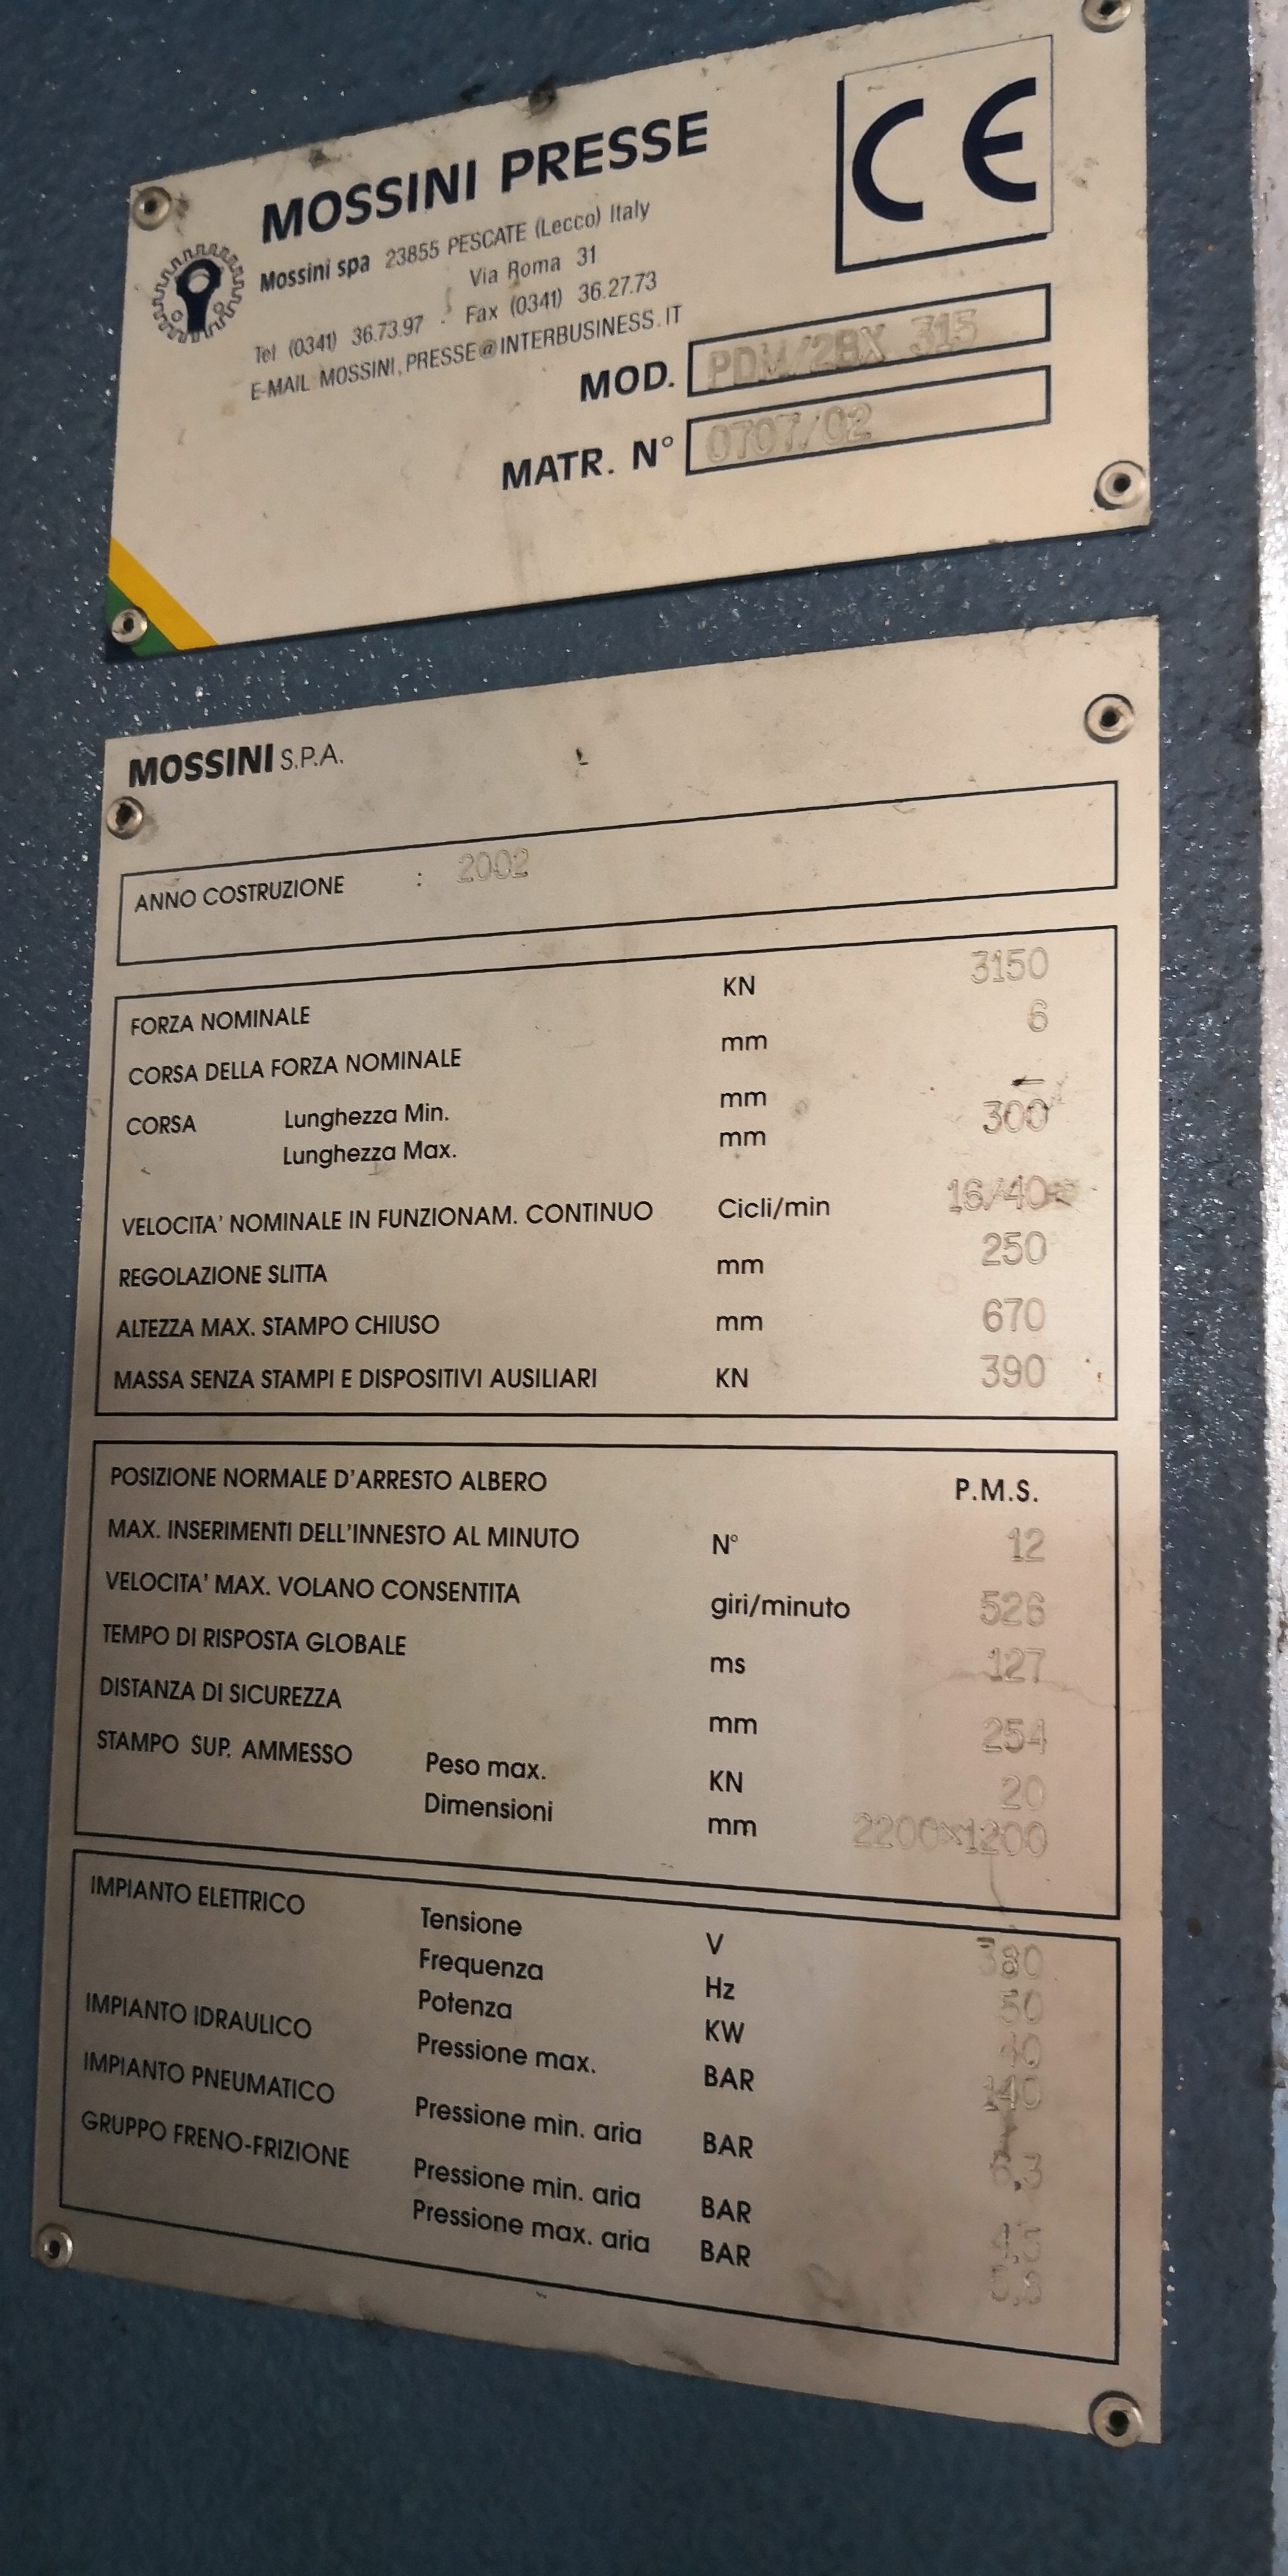 MOSSINI PRESSE
Mossini spa 23855 PESCATE (Lecco) Italy
Via Roma 31
Tel (0341) 36.73.97 - Fax (0341) 36.27.73
E-MAIL MOSSINI.PRESSE@INTERBUSINESS.IT
CE
MOD. PDM/2BX 315
MATR. N° 0707/02
MOSSINI S.P.A.
ANNO COSTRUZIONE : 2002
FORZA NOMINALE KN 3150
CORSA DELLA FORZA NOMINALE mm 6
CORSA Lunghezza Min. mm –
Lunghezza Max. mm 300
VELOCITA' NOMINALE IN FUNZIONAM. CONTINUO Cicli/min 16/40
REGOLAZIONE SLITTA mm 250
ALTEZZA MAX. STAMPO CHIUSO mm 670
MASSA SENZA STAMPI E DISPOSITIVI AUSILIARI KN 390
POSIZIONE NORMALE D'ARRESTO ALBERO P.M.S.
MAX. INSERIMENTI DELL'INNESTO AL MINUTO N° 12
VELOCITA' MAX. VOLANO CONSENTITA giri/minuto 526
TEMPO DI RISPOSTA GLOBALE ms 127
DISTANZA DI SICUREZZA mm 254
STAMPO SUP. AMMESSO Peso max. KN 20
Dimensioni mm 2200x1200
IMPIANTO ELETTRICO Tensione V 380
Frequenza Hz 50
Potenza KW
IMPIANTO IDRAULICO Pressione max. BAR 140
IMPIANTO PNEUMATICO Pressione min. aria BAR
GRUPPO FRENO-FRIZIONE Pressione min. aria BAR
Pressione max. aria BAR